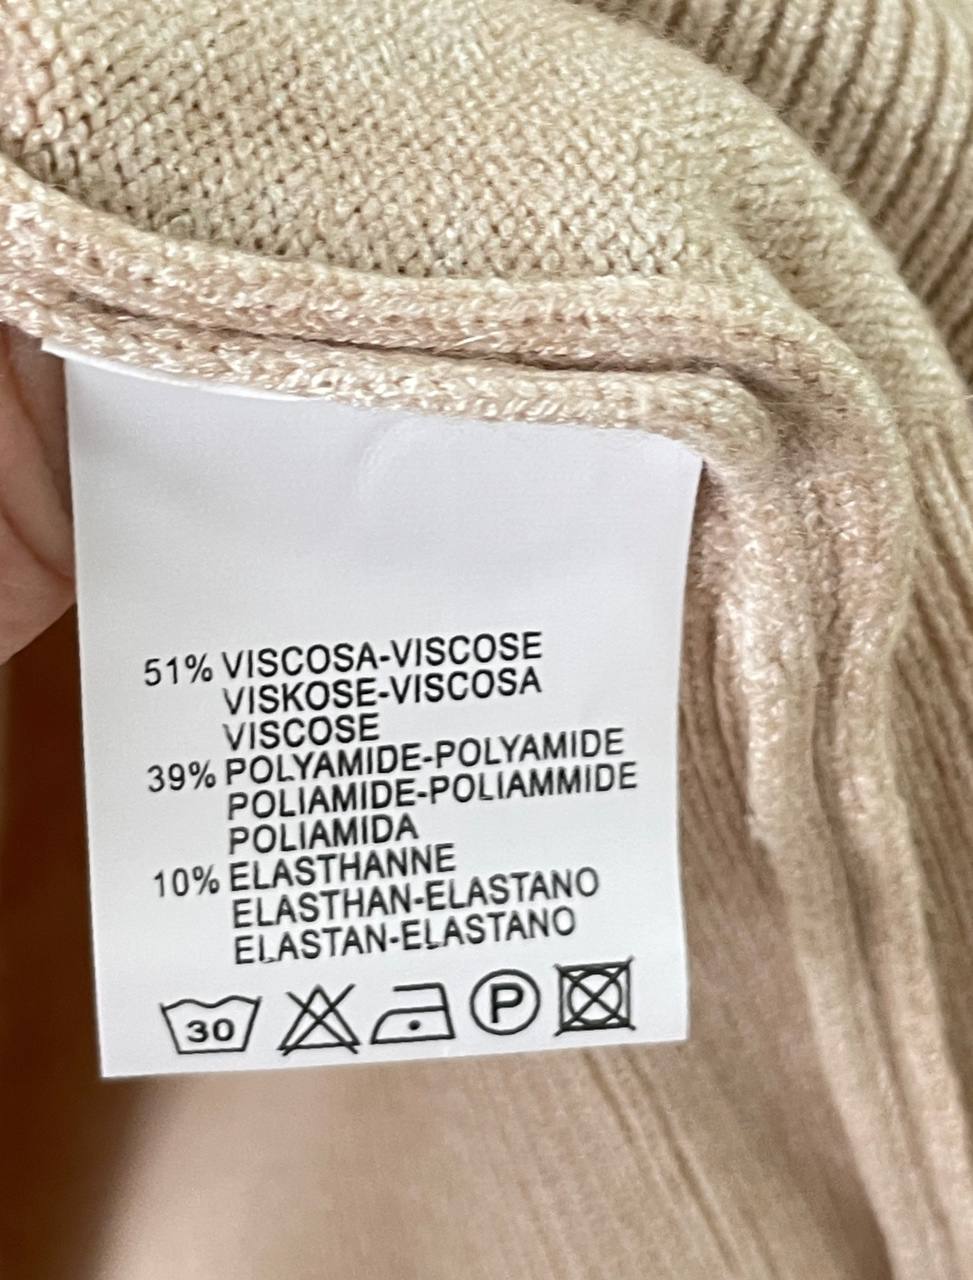 51% VISCOSA-VISCOSE
VISKOSE-VISCOSA
VISCOSE
39% POLYAMIDE-POLYAMIDE
POLIAMIDE-POLIAMMIDE
POLIAMIDA
10% ELASTHANNE
ELASTHAN-ELASTANO
ELASTAN-ELASTANO
30 P